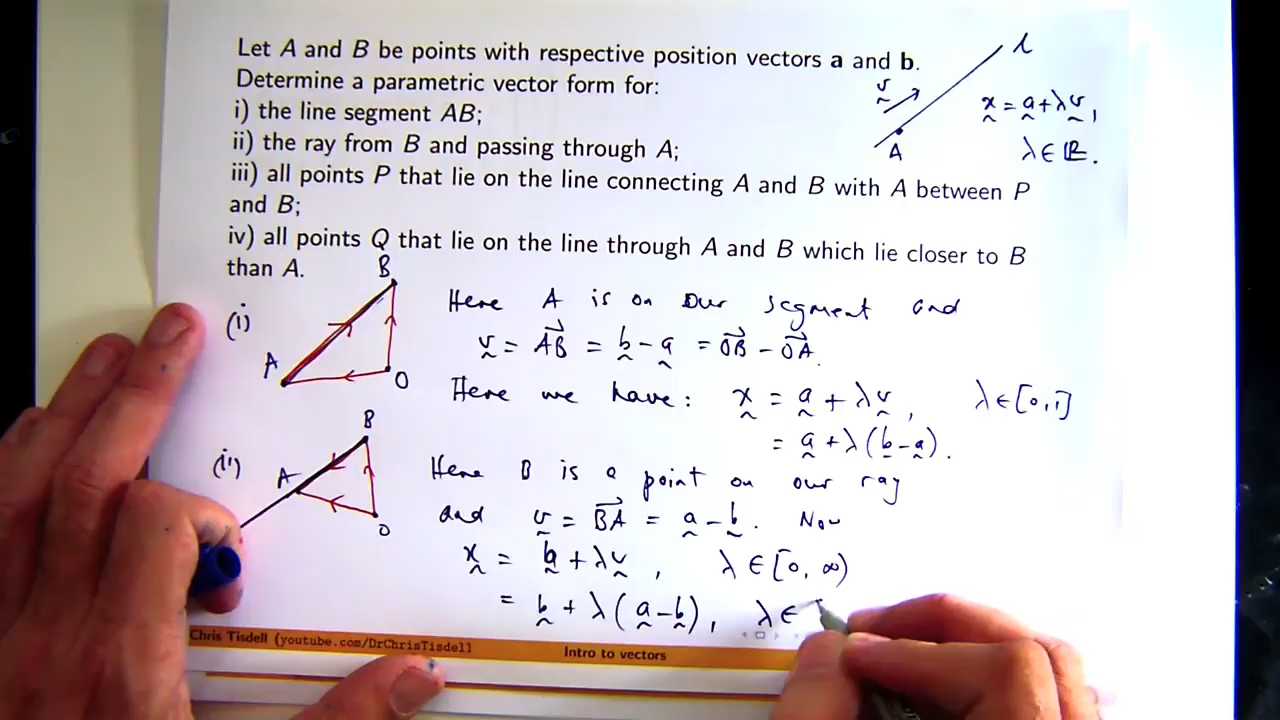 Let A and B be points with respective position vectors a and b.
Determine a parametric vector form for:
i) the line segment AB;
ii) the ray from B and passing through A;
iii) all points P that lie on the line connecting A and B with A between P
and B;
iv) all points Q that lie on the line through A and B which lie closer to B
than A.
l
v
A
x = a + λv,
λ ∈ ℝ.
(i)
B
A
O
Here A is on our segment and
v = AB = b - a = OB - OA.
Here we have: x = a + λv, λ ∈ [0,1]
= a + λ(b - a).
(ii)
B
A
O
Here B is a point on our ray
and v = BA = a - b. Now
x = b + λv, λ ∈ [0, ∞)
= b + λ(a - b), λ ∈
Chris Tisdell (youtube.com/DrChrisTisdell
Intro to vectors